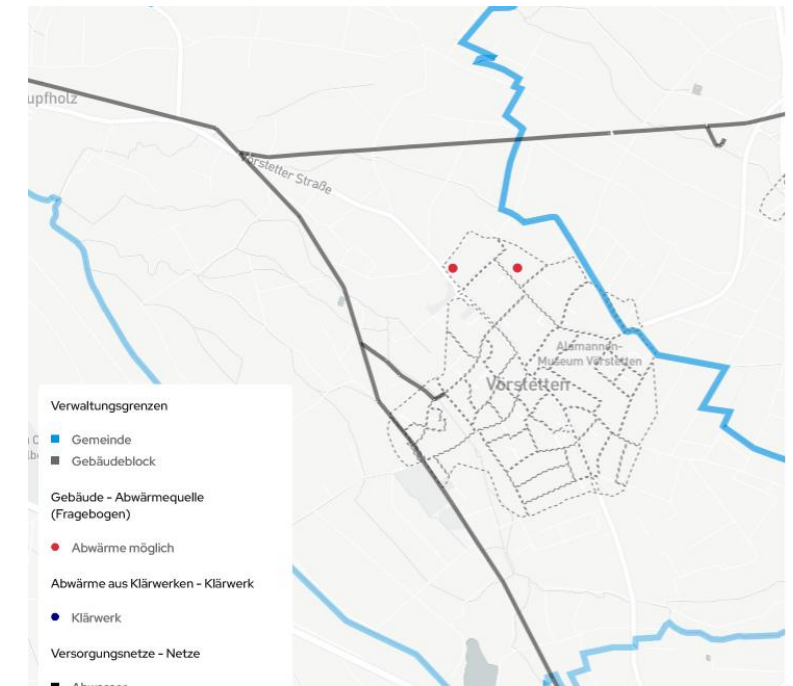 upfholz
Vörstetter Straße
Alamannen-
Museum Vörstetten
Vörstetten
Verwaltungsgrenzen
Gemeinde
Gebäudeblock
Gebäude - Abwärmequelle
(Fragebogen)
Abwärme möglich
Abwärme aus Klärwerken - Klärwerk
Klärwerk
Versorgungsnetze - Netze